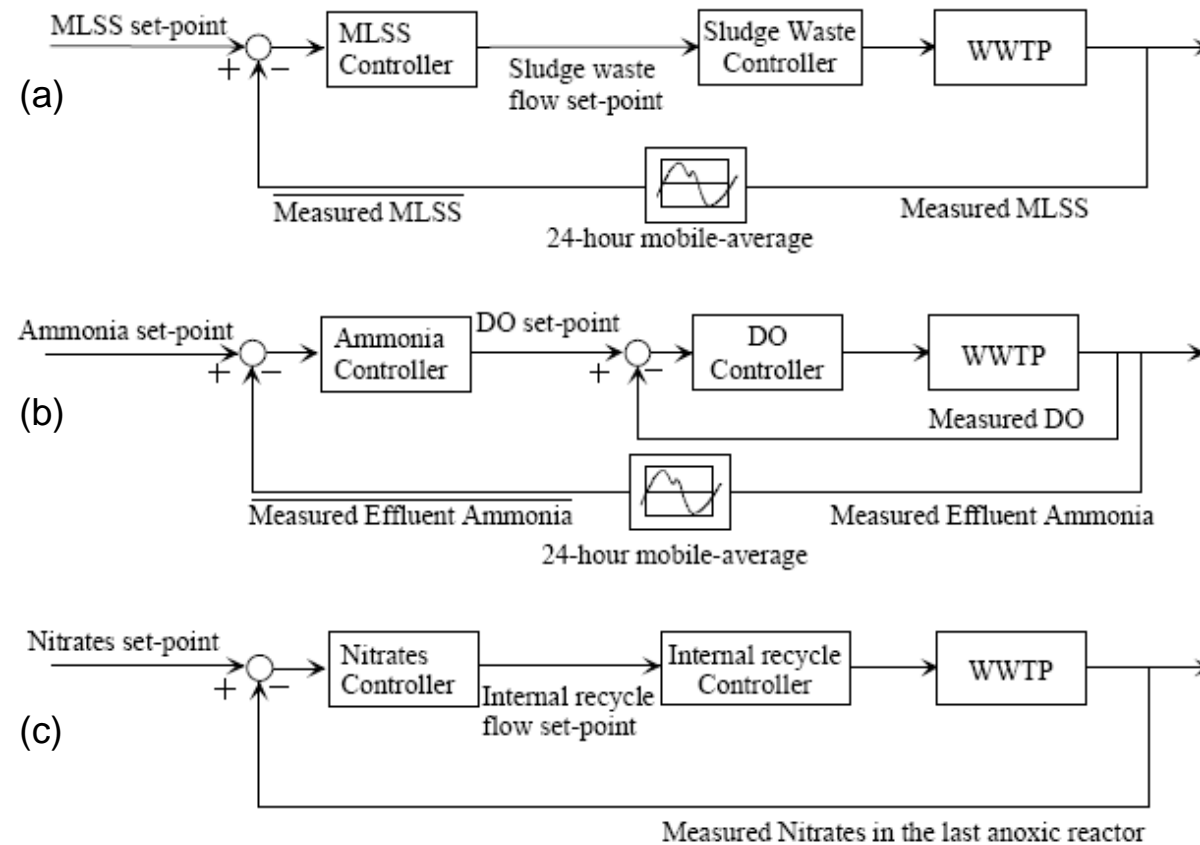 MLSS set-point
+
−
MLSS
Controller
Sludge waste
flow set-point
Sludge Waste
Controller
WWTP
(a)
Measured MLSS
24-hour mobile-average
Measured MLSS
Ammonia set-point
+
−
Ammonia
Controller
DO set-point
+
−
DO
Controller
WWTP
(b)
Measured DO
Measured Effluent Ammonia
24-hour mobile-average
Measured Effluent Ammonia
Nitrates set-point
+
−
Nitrates
Controller
Internal recycle
flow set-point
Internal recycle
Controller
WWTP
(c)
Measured Nitrates in the last anoxic reactor